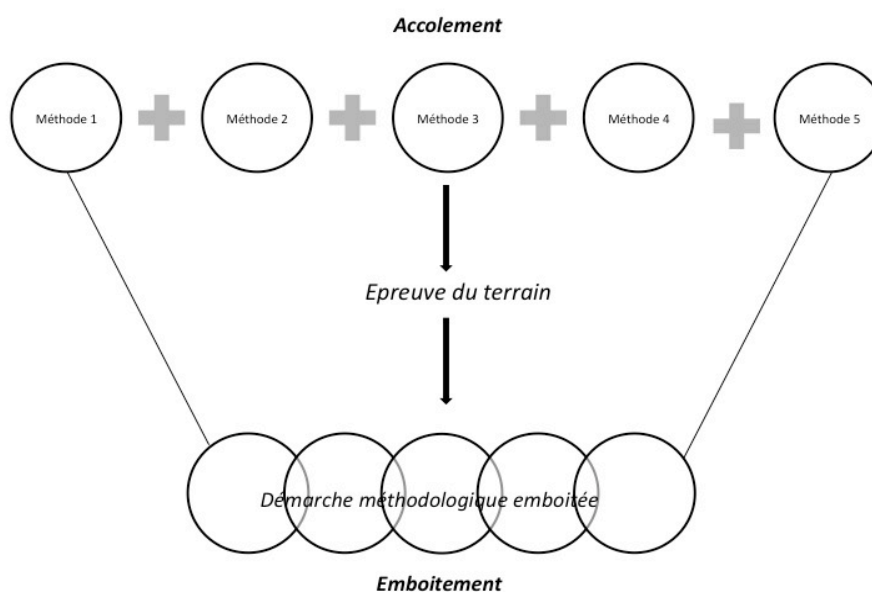 Accolement
Méthode 1
Méthode 2
Méthode 3
Méthode 4
Méthode 5
Epreuve du terrain
Démarche méthodologique emboitée
Emboitement